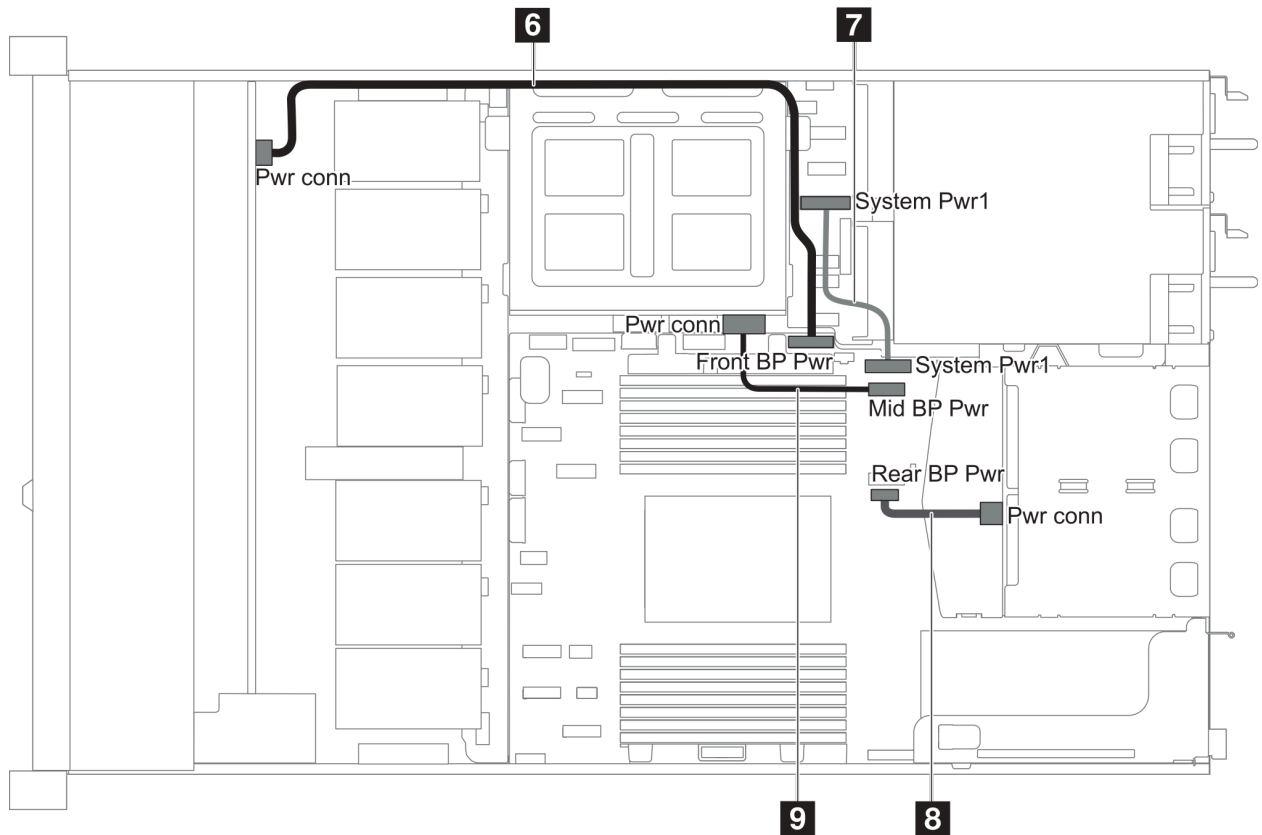 6
7
Pwr conn
System Pwr1
Pwr conn
Front BP Pwr
System Pwr1
Mid BP Pwr
Rear BP Pwr
Pwr conn
9
8